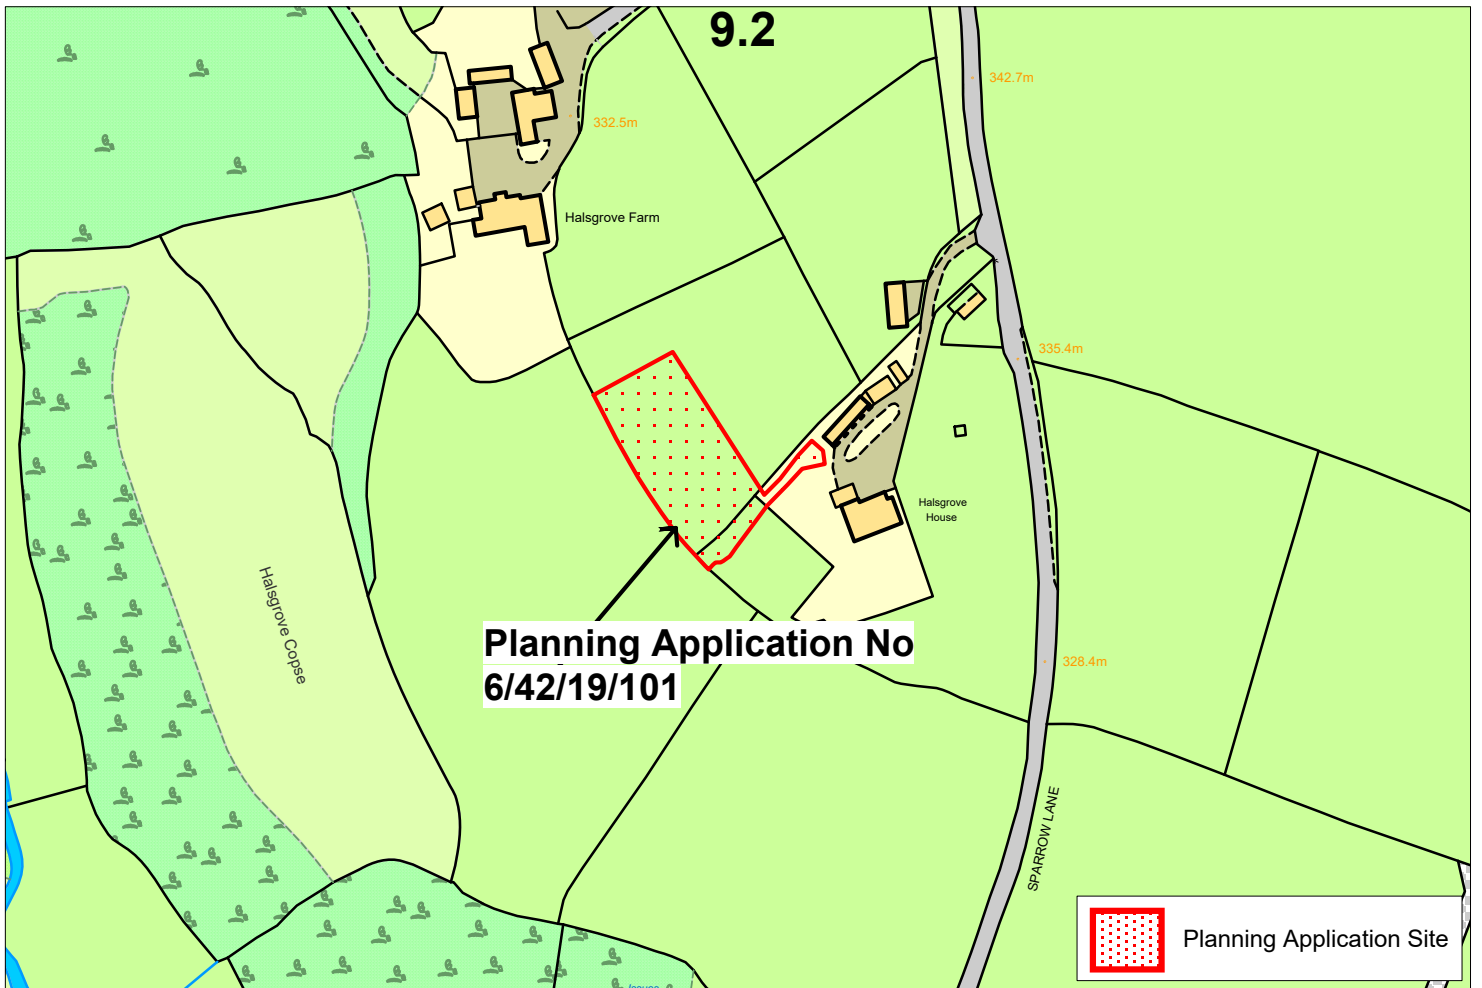 9.2
342.7m
332.5m
Halsgrove Farm
335.4m
Halsgrove
House
Halsgrove Copse
Planning Application No
6/42/19/101
328.4m
SPARROW LANE
Planning Application Site